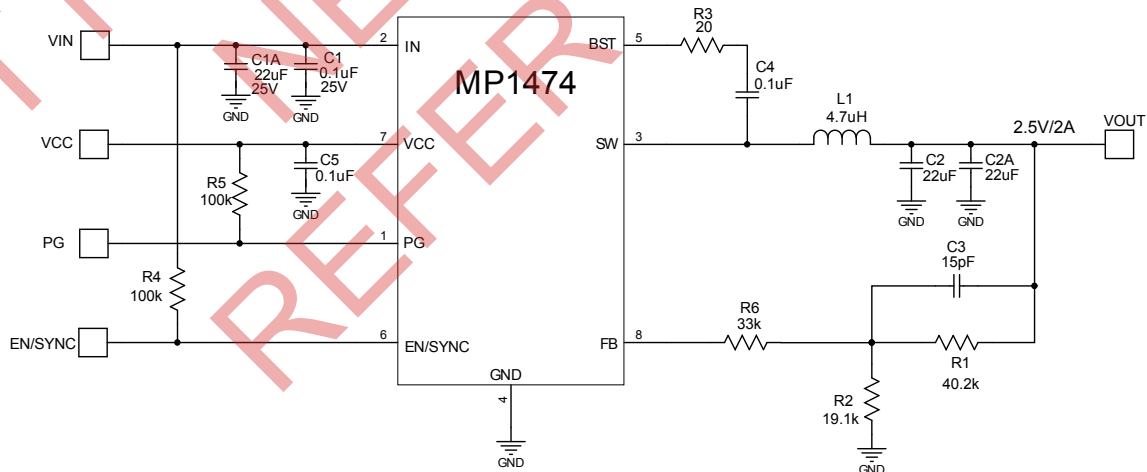 VIN
2
IN
C1A
22uF
25V
GND
C1
0.1uF
25V
GND
MP1474
BST
5
R3
20
C4
0.1uF
VCC
7
VCC
C5
0.1uF
GND
R5
100k
SW
3
L1
4.7uH
2.5V/2A
VOUT
C2
22uF
GND
C2A
22uF
GND
PG
1
PG
R4
100k
C3
15pF
EN/SYNC
6
EN/SYNC
FB
8
R6
33k
R1
40.2k
R2
19.1k
GND
GND
4
GND
REFER